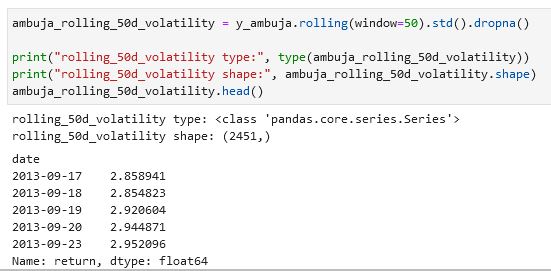 ambuja_rolling_50d_volatility = y_ambuja.rolling(window=50).std().dropna()
print("rolling_50d_volatility type:", type(ambuja_rolling_50d_volatility))
print("rolling_50d_volatility shape:", ambuja_rolling_50d_volatility.shape)
ambuja_rolling_50d_volatility.head()
rolling_50d_volatility type: <class 'pandas.core.series.Series'>
rolling_50d_volatility shape: (2451,)
date
2013-09-17    2.858941
2013-09-18    2.854823
2013-09-19    2.920604
2013-09-20    2.944871
2013-09-23    2.952096
Name: return, dtype: float64